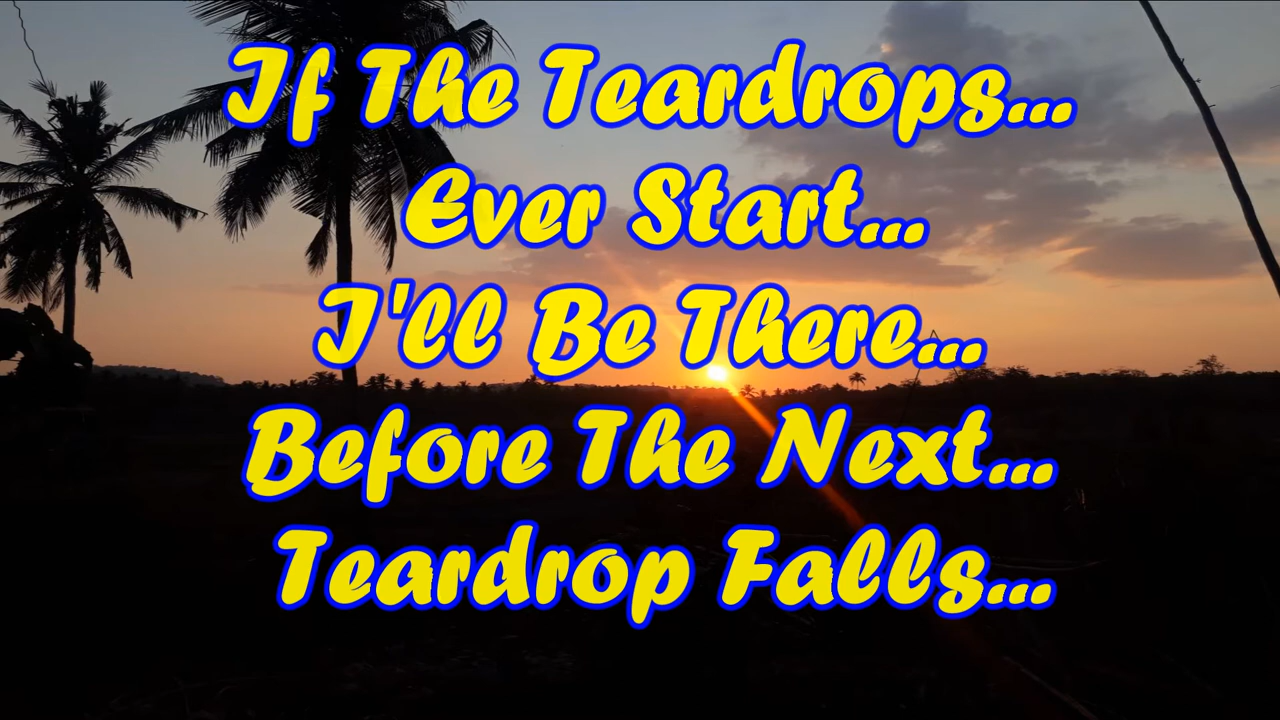 If The Teardrops...
Ever Start...
I'll Be There...
Before The Next...
Teardrop Falls...